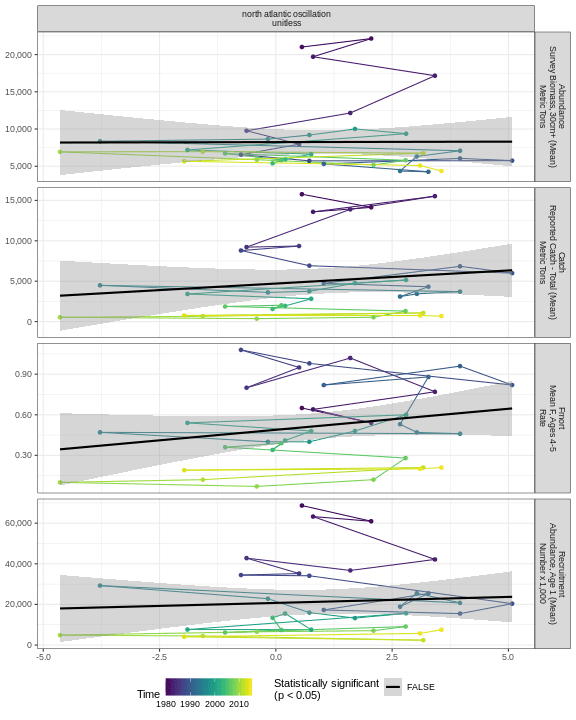 north atlantic oscillation
unitless
20,000
15,000
10,000
5,000
Abundance
Survey Biomass, 30cm+ (Mean)
Metric Tons
15,000
10,000
5,000
0
Catch
Reported Catch - Total (Mean)
Metric Tons
0.90
0.60
0.30
Fmort
Mean F, Ages 4-5
Rate
60,000
40,000
20,000
0
Recruitment
Abundance, Age 1 (Mean)
Number x 1,000
-5.0 -2.5 0.0 2.5 5.0
Time
1980 1990 2000 2010
Statistically significant
(p < 0.05)
FALSE